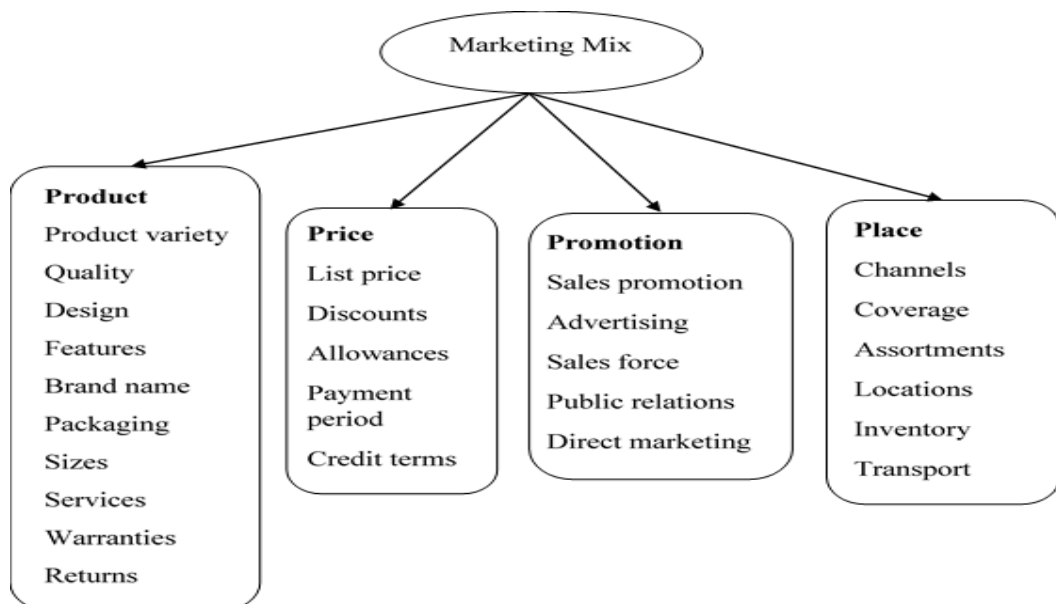 Marketing Mix
Product
Product variety
Quality
Design
Features
Brand name
Packaging
Sizes
Services
Warranties
Returns
Price
List price
Discounts
Allowances
Payment
period
Credit terms
Promotion
Sales promotion
Advertising
Sales force
Public relations
Direct marketing
Place
Channels
Coverage
Assortments
Locations
Inventory
Transport